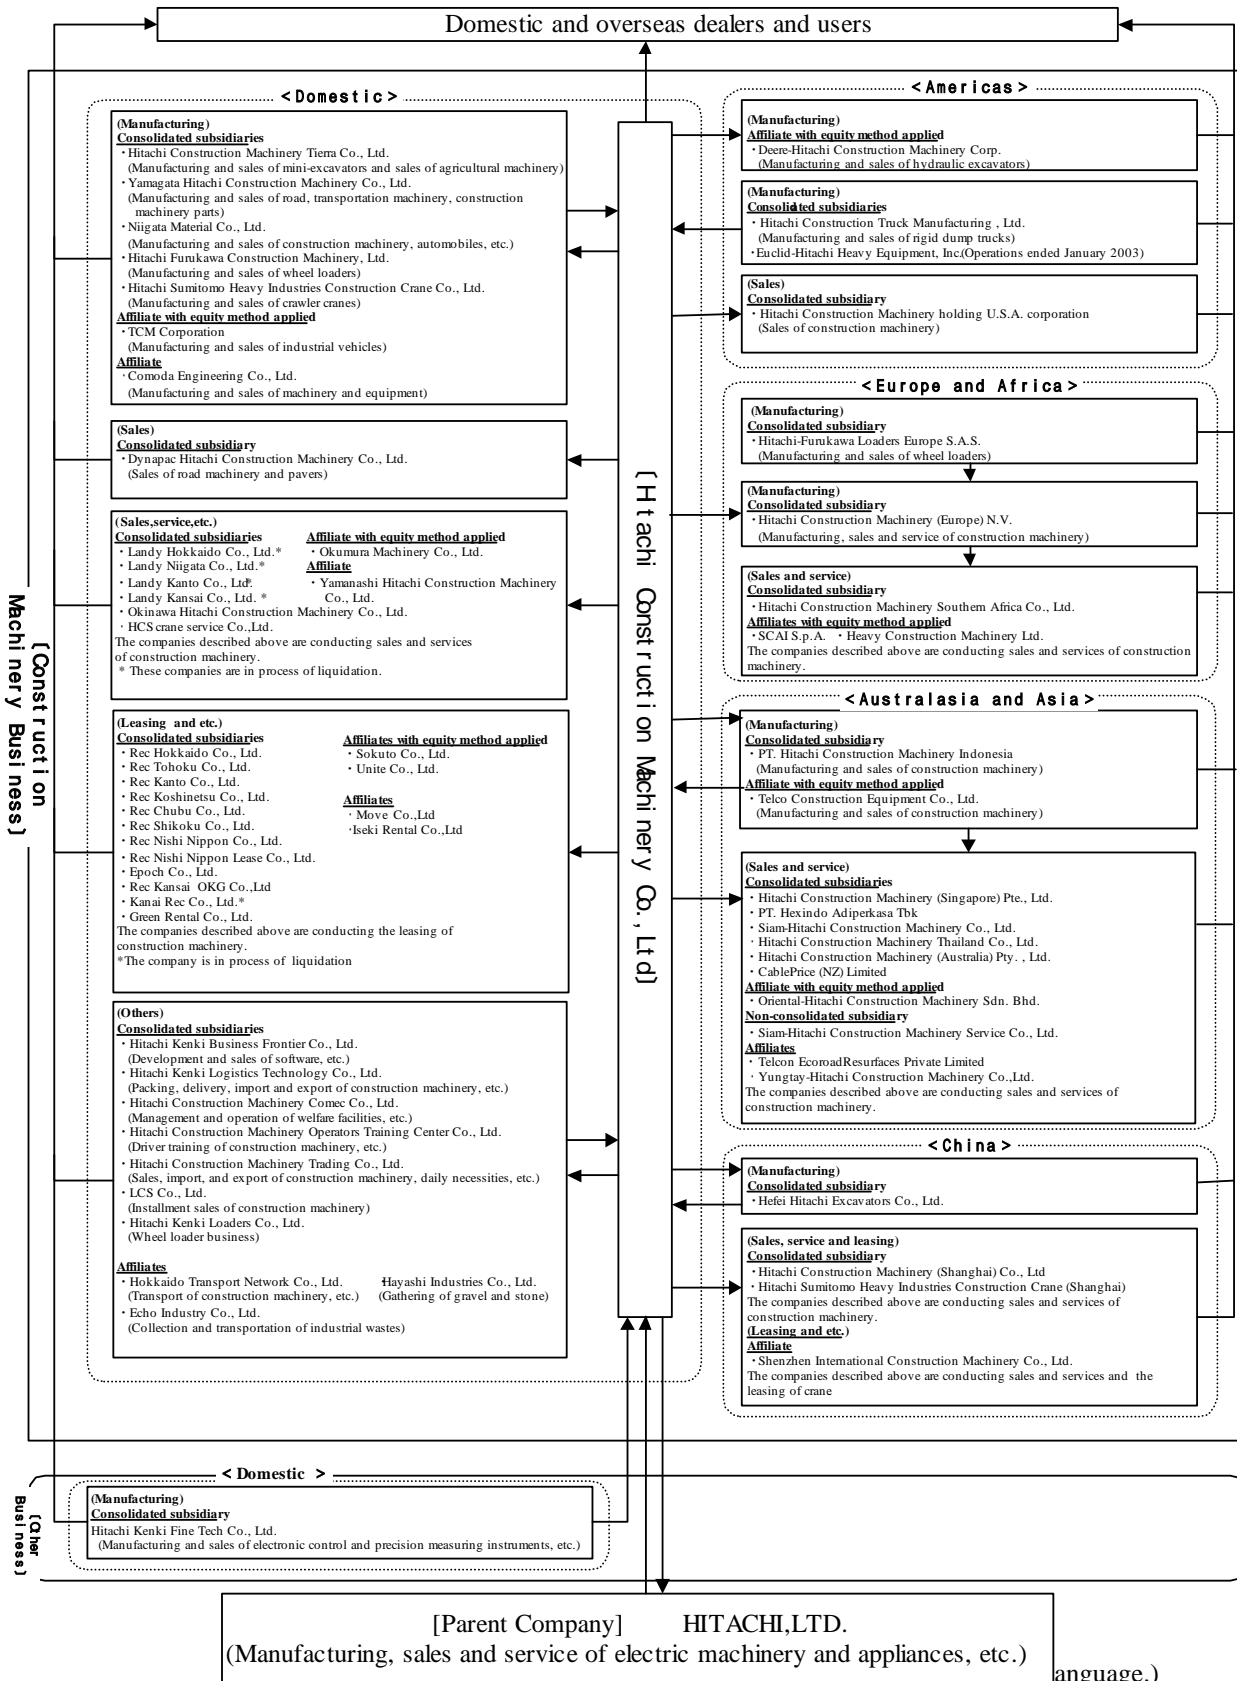 Domestic and overseas dealers and users
<Domestic>
(Manufacturing)
Consolidated subsidiaries
・Hitachi Construction Machinery Tierra Co., Ltd.
(Manufacturing and sales of mini-excavators and sales of agricultural machinery)
・Yamagata Hitachi Construction Machinery Co., Ltd.
(Manufacturing and sales of road, transportation machinery, construction
machinery parts)
・Niigata Material Co., Ltd.
(Manufacturing and sales of construction machinery, automobiles, etc.)
・Hitachi Furukawa Construction Machinery, Ltd.
(Manufacturing and sales of wheel loaders)
・Hitachi Sumitomo Heavy Industries Construction Crane Co., Ltd.
(Manufacturing and sales of crawler cranes)
Affiliate with equity method applied
・TCM Corporation
(Manufacturing and sales of industrial vehicles)
Affiliate
・Comoda Engineering Co., Ltd.
(Manufacturing and sales of machinery and equipment)
(Sales)
Consolidated subsidiary
・Dynapac Hitachi Construction Machinery Co., Ltd.
(Sales of road machinery and pavers)
(Sales,service,etc.)
Consolidated subsidiaries
・Landy Hokkaido Co., Ltd.*
・Landy Niigata Co., Ltd.*
・Landy Kanto Co., Ltd*.
・Landy Kansai Co., Ltd. *
・Okinawa Hitachi Construction Machinery Co., Ltd.
・HCS crane service Co.,Ltd.
Affiliate with equity method applied
・Okumura Machinery Co., Ltd.
Affiliate
・Yamanashi Hitachi Construction Machinery
Co., Ltd.
The companies described above are conducting sales and services
of construction machinery.
* These companies are in process of liquidation.
(Leasing and etc.)
Consolidated subsidiaries
・Rec Hokkaido Co., Ltd.
・Rec Tohoku Co., Ltd.
・Rec Kanto Co., Ltd.
・Rec Koshinetsu Co., Ltd.
・Rec Chubu Co., Ltd.
・Rec Shikoku Co., Ltd.
・Rec Nishi Nippon Co., Ltd.
・Rec Nishi Nippon Lease Co., Ltd.
・Epoch Co., Ltd.
・Rec Kansai OKG Co.,Ltd
・Kanai Rec Co., Ltd.*
・Green Rental Co., Ltd.
Affiliates with equity method applied
・Sokuto Co., Ltd.
・Unite Co., Ltd.
Affiliates
・Move Co.,Ltd
・Iseki Rental Co.,Ltd
The companies described above are conducting the leasing of
construction machinery.
*The company is in process of liquidation
(Others)
Consolidated subsidiaries
・Hitachi Kenki Business Frontier Co., Ltd.
(Development and sales of software, etc.)
・Hitachi Kenki Logistics Technology Co., Ltd.
(Packing, delivery, import and export of construction machinery, etc.)
・Hitachi Construction Machinery Comec Co., Ltd.
(Management and operation of welfare facilities, etc.)
・Hitachi Construction Machinery Operators Training Center Co., Ltd.
(Driver training of construction machinery, etc.)
・Hitachi Construction Machinery Trading Co., Ltd.
(Sales, import, and export of construction machinery, daily necessities, etc.)
・LCS Co., Ltd.
(Installment sales of construction machinery)
・Hitachi Kenki Loaders Co., Ltd.
(Wheel loader business)
Affiliates
・Hokkaido Transport Network Co., Ltd. ・Hayashi Industries Co., Ltd.
(Transport of construction machinery, etc.) (Gathering of gravel and stone)
・Echo Industry Co., Ltd.
(Collection and transportation of industrial wastes)
[Hitachi Construction Machinery Co., Ltd]
<Americas>
(Manufacturing)
Affiliate with equity method applied
・Deere-Hitachi Construction Machinery Corp.
(Manufacturing and sales of hydraulic excavators)
(Manufacturing)
Consolidated subsidiaries
・Hitachi Construction Truck Manufacturing , Ltd.
(Manufacturing and sales of rigid dump trucks)
・Euclid-Hitachi Heavy Equipment, Inc.(Operations ended January 2003)
(Sales)
Consolidated subsidiary
・Hitachi Construction Machinery holding U.S.A. corporation
(Sales of construction machinery)
<Europe and Africa>
(Manufacturing)
Consolidated subsidiary
・Hitachi-Furukawa Loaders Europe S.A.S.
(Manufacturing and sales of wheel loaders)
(Manufacturing)
Consolidated subsidiary
・Hitachi Construction Machinery (Europe) N.V.
(Manufacturing, sales and service of construction machinery)
(Sales and service)
Consolidated subsidiary
・Hitachi Construction Machinery Southern Africa Co., Ltd.
Affiliates with equity method applied
・SCAI S.p.A. ・Heavy Construction Machinery Ltd.
The companies described above are conducting sales and services of construction
machinery.
<Australasia and Asia>
(Manufacturing)
Consolidated subsidiary
・PT. Hitachi Construction Machinery Indonesia
(Manufacturing and sales of construction machinery)
Affiliate with equity method applied
・Telco Construction Equipment Co., Ltd.
(Manufacturing and sales of construction machinery)
(Sales and service)
Consolidated subsidiaries
・Hitachi Construction Machinery (Singapore) Pte., Ltd.
・PT. Hexindo Adiperkasa Tbk
・Siam-Hitachi Construction Machinery Co., Ltd.
・Hitachi Construction Machinery Thailand Co., Ltd.
・Hitachi Construction Machinery (Australia) Pty. , Ltd.
・CablePrice (NZ) Limited
Affiliate with equity method applied
・Oriental-Hitachi Construction Machinery Sdn. Bhd.
Non-consolidated subsidiary
・Siam-Hitachi Construction Machinery Service Co., Ltd.
Affiliates
・Telcon EcoroadResurfaces Private Limited
・Yungtay-Hitachi Construction Machinery Co.,Ltd.
The companies described above are conducting sales and services of
construction machinery.
<China>
(Manufacturing)
Consolidated subsidiary
・Hefei Hitachi Excavators Co., Ltd.
(Sales, service and leasing)
Consolidated subsidiary
・Hitachi Construction Machinery (Shanghai) Co., Ltd
・Hitachi Sumitomo Heavy Industries Construction Crane (Shanghai)
The companies described above are conducting sales and services of
construction machinery.
(Leasing and etc.)
Affiliate
・Shenzhen International Construction Machinery Co., Ltd.
The companies described above are conducting sales and services and the
leasing of crane
[Construction
Machinery Business]
<Domestic >
(Manufacturing)
Consolidated subsidiary
Hitachi Kenki Fine Tech Co., Ltd.
(Manufacturing and sales of electronic control and precision measuring instruments, etc.)
[Other
Business]
[Parent Company] HITACHI,LTD.
(Manufacturing, sales and service of electric machinery and appliances, etc.)
anguage.)